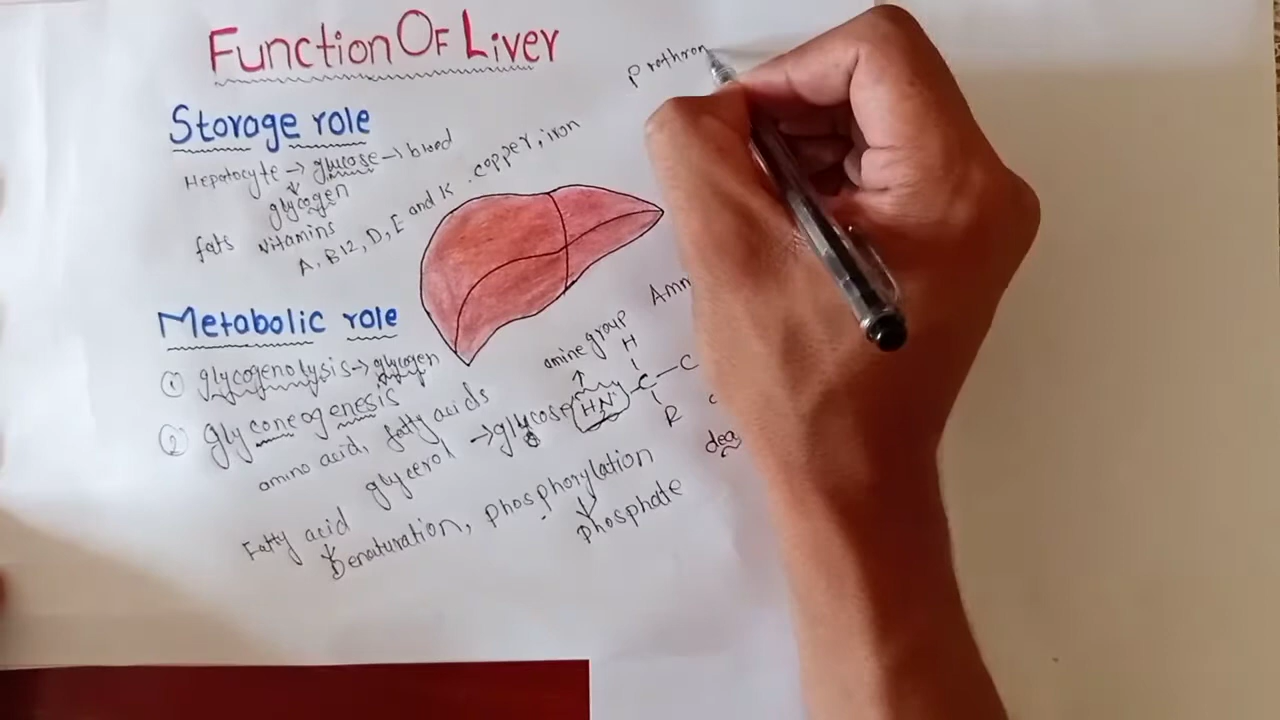 Function Of Liver
Storage role
Hepatocyte → glucose → blood
glycogen
fats vitamins
A, B12, D, E and K. copper, iron
Prothrom
Metabolic role
① glycogenolysis → glycogen
② glyconeogenesis
amino acid, fatty acids
glycerol → glycose
Fatty acid
Denaturation, phosphorylation
phosphate
amine group
H
HN C C
R
Amn
dea